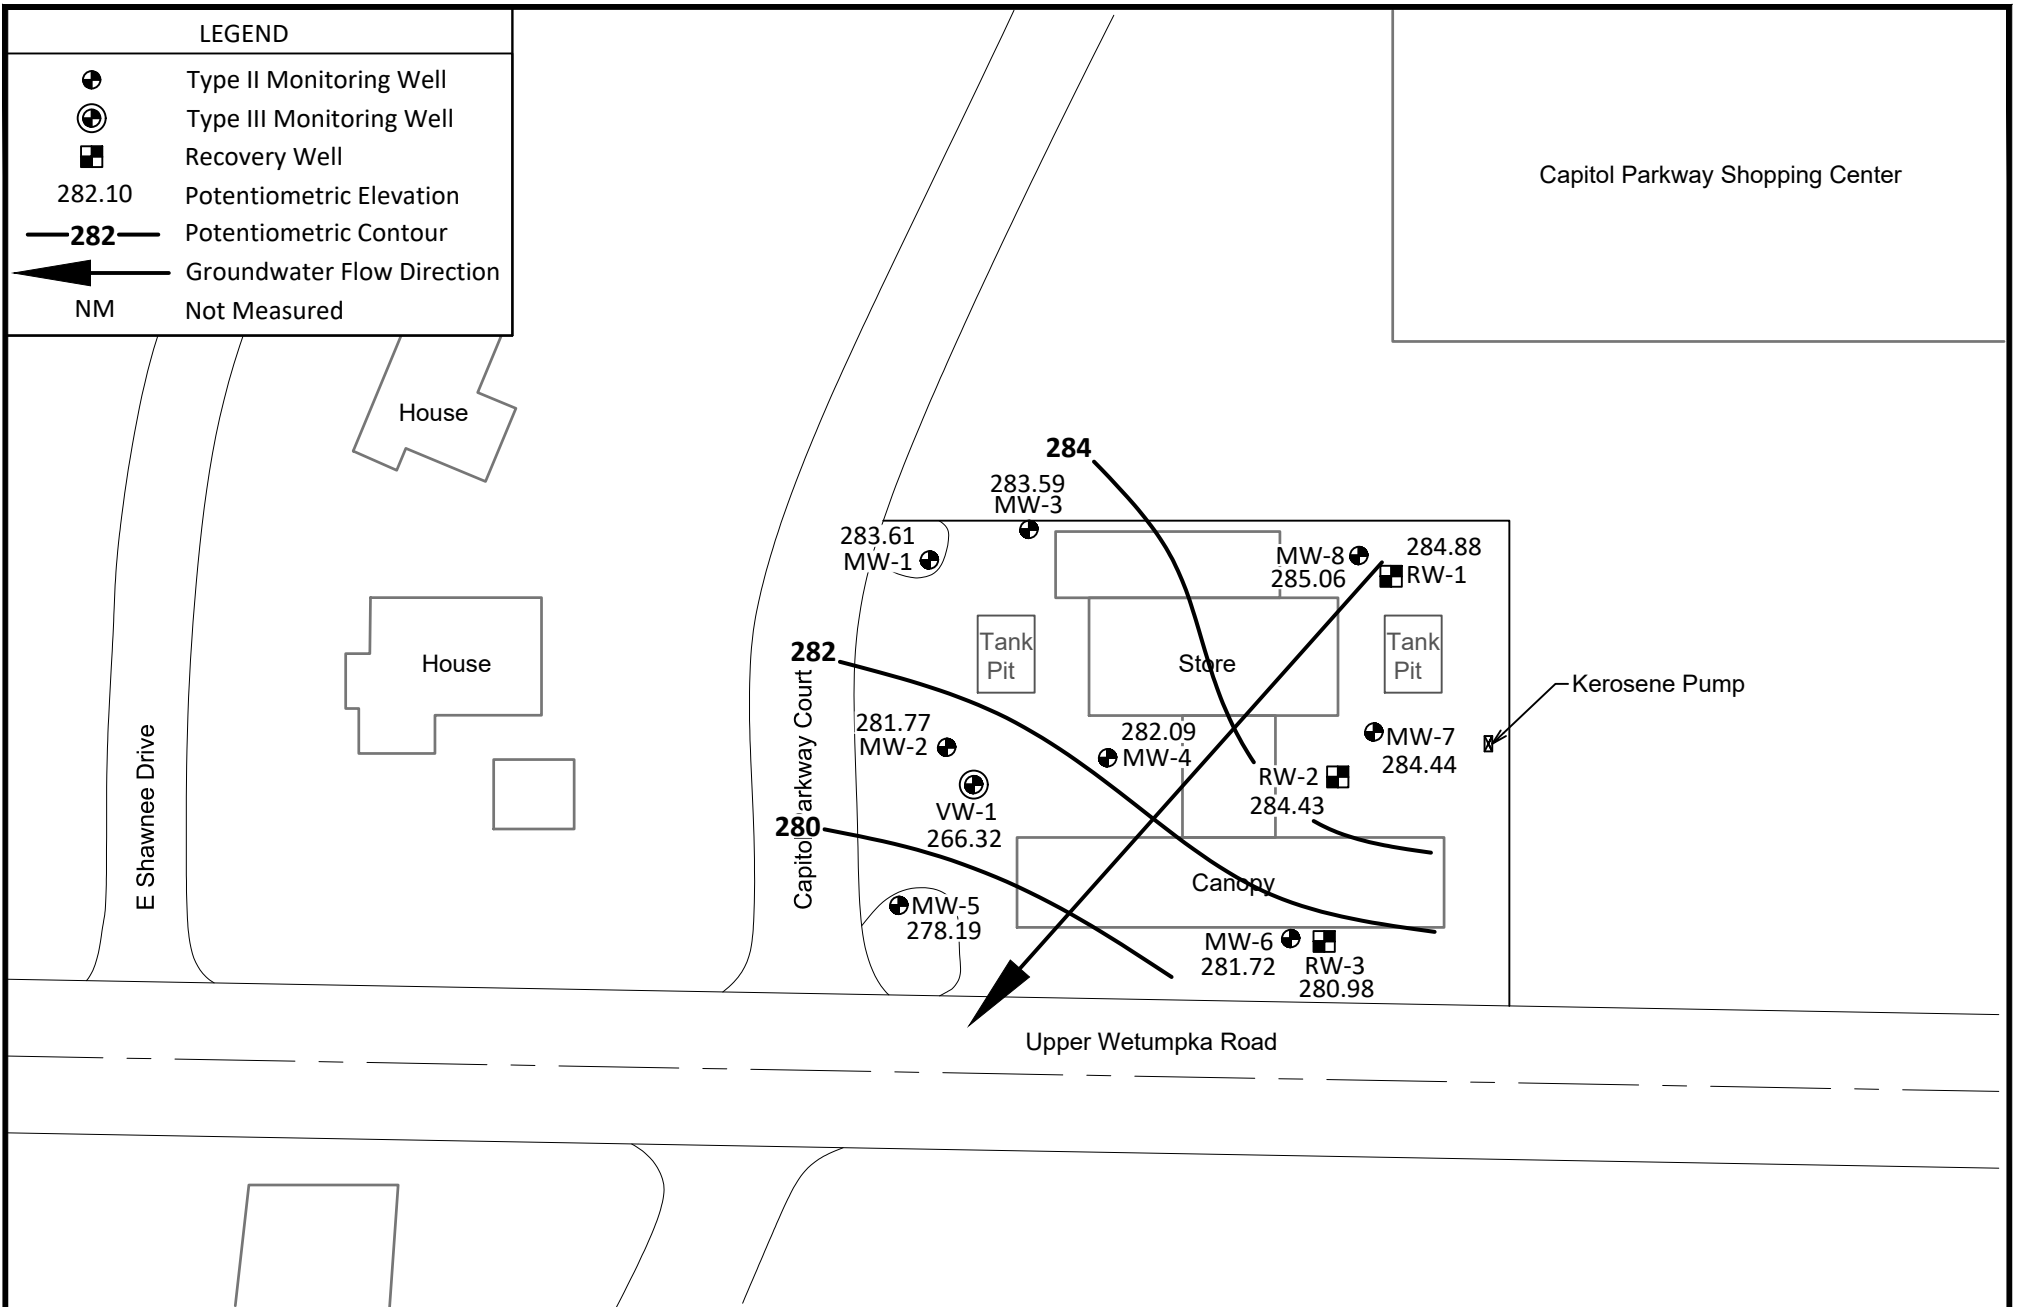 LEGEND
Type II Monitoring Well
Type III Monitoring Well
Recovery Well
282.10 Potentiometric Elevation
282 Potentiometric Contour
Groundwater Flow Direction
NM Not Measured
Capitol Parkway Shopping Center
House
284
283.59
MW-3
283.61
MW-1
MW-8
285.06
284.88
RW-1
House
282
Tank
Pit
Store
Tank
Pit
Kerosene Pump
E Shawnee Drive
Capitol Parkway Court
281.77
MW-2
282.09
MW-4
MW-7
284.44
RW-2
284.43
VW-1
266.32
280
Canopy
MW-5
278.19
MW-6
281.72
RW-3
280.98
Upper Wetumpka Road